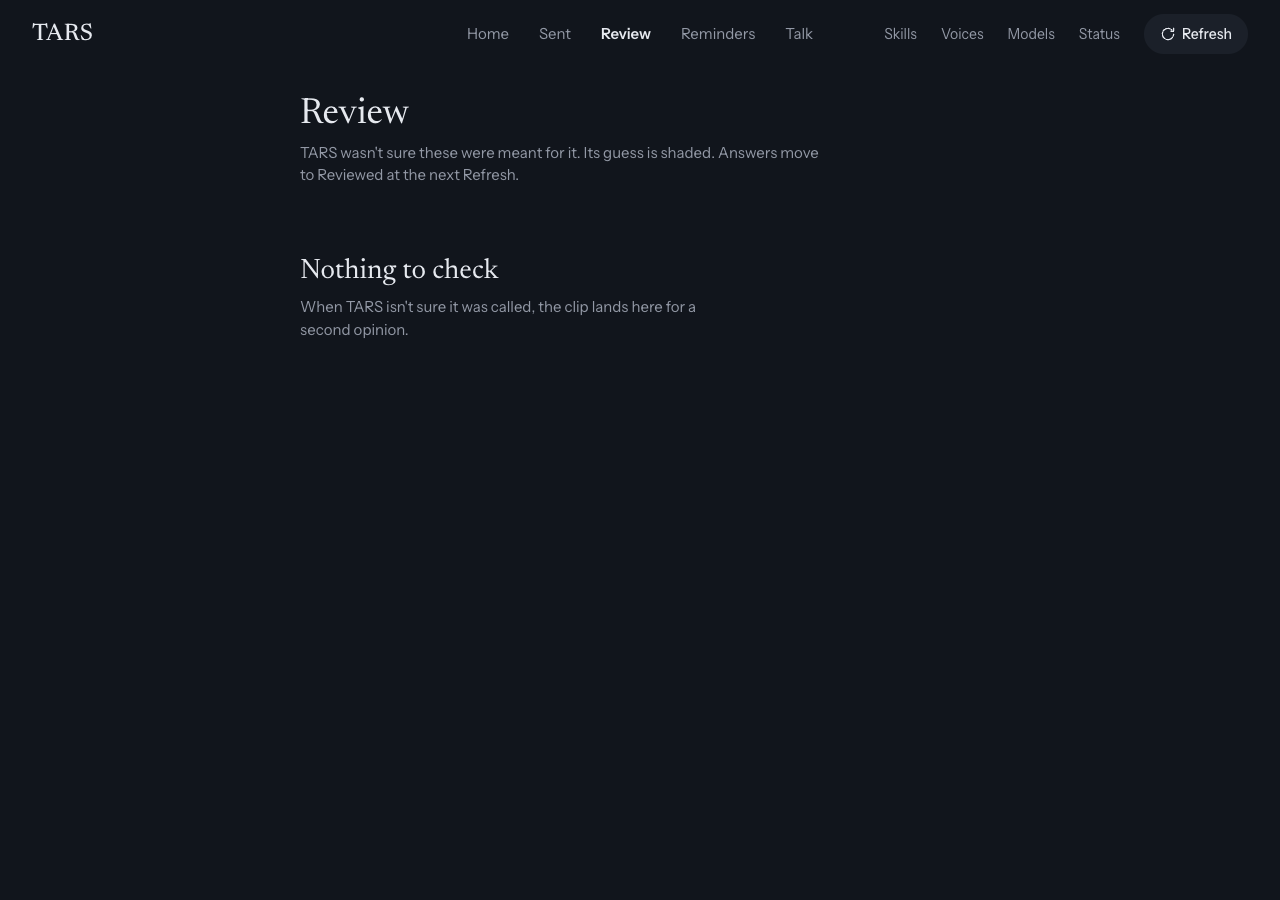 TARS
Home Sent Review Reminders Talk Skills Voices Models Status Refresh
Review
TARS wasn't sure these were meant for it. Its guess is shaded. Answers move
to Reviewed at the next Refresh.
Nothing to check
When TARS isn't sure it was called, the clip lands here for a
second opinion.